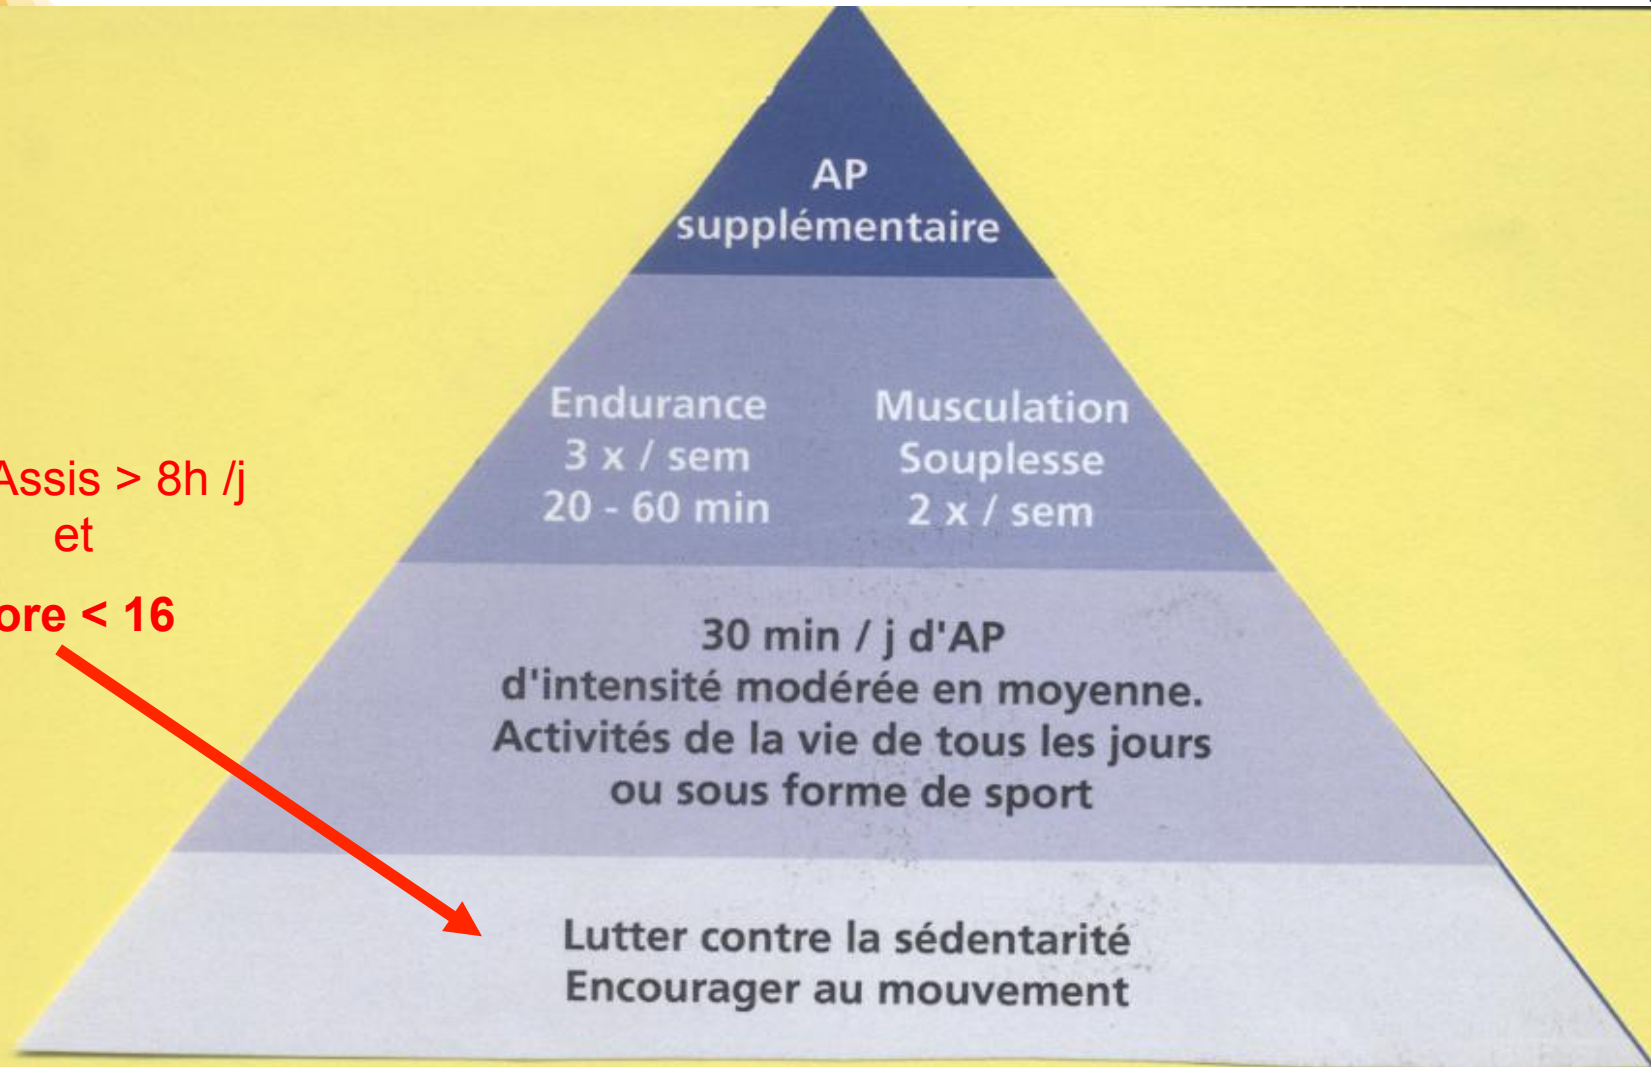 AP
supplémentaire
Endurance
3 x / sem
20 - 60 min
Musculation
Souplesse
2 x / sem
Assis > 8h /j
et
ore < 16
30 min / j d'AP
d'intensité modérée en moyenne.
Activités de la vie de tous les jours
ou sous forme de sport
Lutter contre la sédentarité
Encourager au mouvement